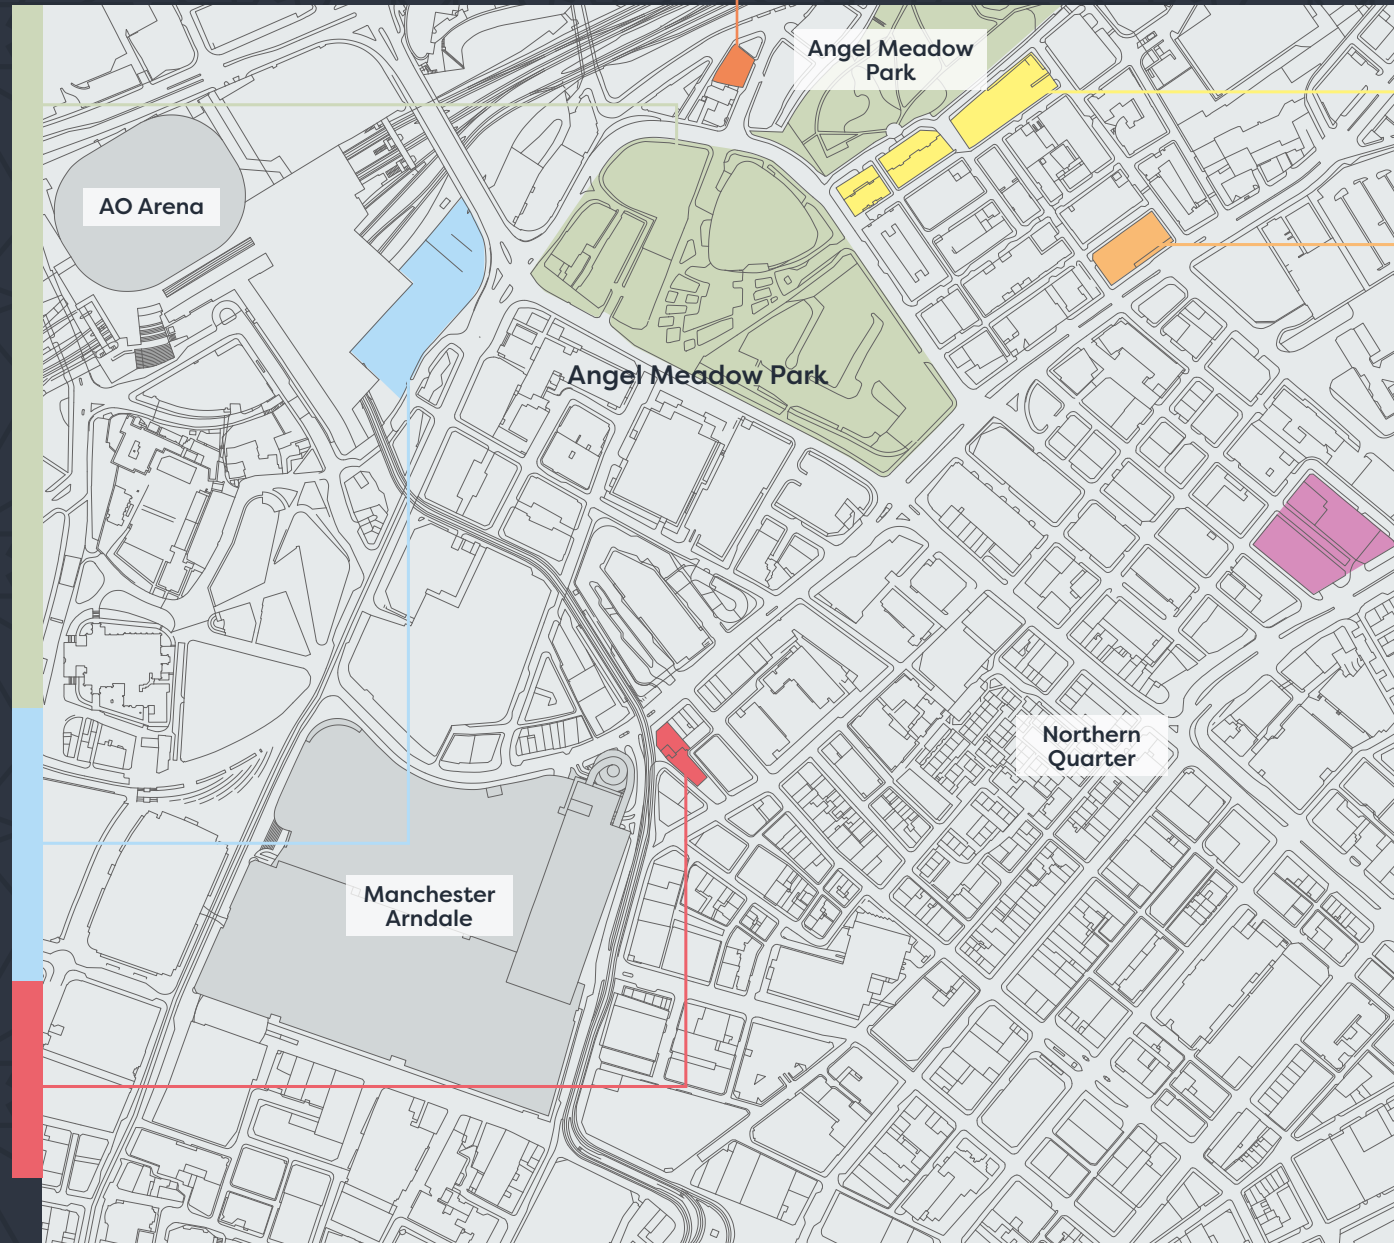 Angel Meadow
Park
AO Arena
Angel Meadow Park
Northern
Quarter
Manchester
Arndale